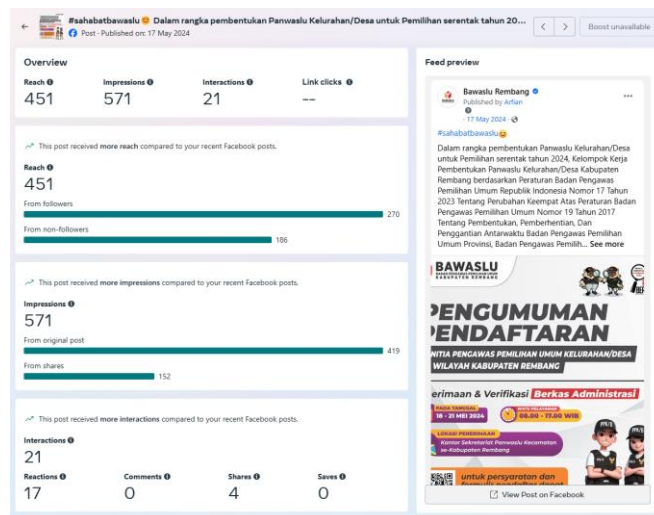 #sahabatbawaslu😊 Dalam rangka pembentukan Panwaslu Kelurahan/Desa untuk Pemilihan serentak tahun 20...
Post · Published on: 17 May 2024
Boost unavailable
Overview
Reach
Impressions
Interactions
Link clicks
451
571
21
--
This post received more reach compared to your recent Facebook posts.
Reach
451
From followers
270
From non-followers
186
This post received more impressions compared to your recent Facebook posts.
Impressions
571
From original post
419
From shares
152
This post received more interactions compared to your recent Facebook posts.
Interactions
21
Reactions
Comments
Shares
Saves
17
0
4
0
Feed preview
Bawaslu Rembang
Published by Arfian
· 17 May 2024 ·
#sahabatbawaslu😊
Dalam rangka pembentukan Panwaslu Kelurahan/Desa
untuk Pemilihan serentak tahun 2024, Kelompok Kerja
Pembentukan Panwaslu Kelurahan/Desa Kabupaten
Rembang berdasarkan Peraturan Badan Pengawas
Pemilihan Umum Republik Indonesia Nomor 17 Tahun
2023 Tentang Perubahan Keempat Atas Peraturan Badan
Pengawas Pemilihan Umum Nomor 19 Tahun 2017
Tentang Pembentukan, Pemberhentian, Dan
Penggantian Antarwaktu Badan Pengawas Pemilihan
Umum Provinsi, Badan Pengawas Pemilih... See more
BAWASLU
KABUPATEN REMBANG
PENGUMUMAN
PENDAFTARAN
NITIA PENGAWAS PEMILIHAN UMUM KELURAHAN/DESA
WILAYAH KABUPATEN REMBANG
erimaan & Verifikasi Berkas Administrasi
PADA TANGGAL
18 - 21 MEI 2024
08.00 - 17.00 WIB
LOKASI PENERIMAAN
Kantor Sekretariat Panwaslu Kecamatan
se-Kabupaten Rembang
untuk persyaratan dan
View Post on Facebook